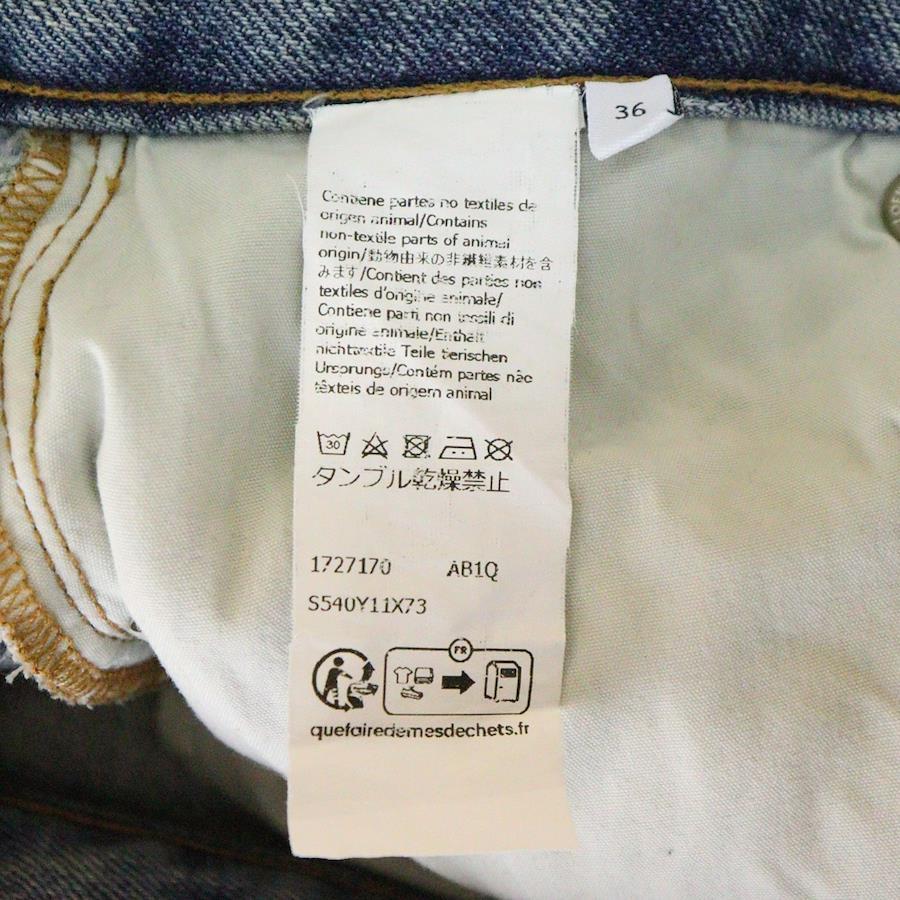 36
Contiene partes no textiles de
origen animal/Contains
non-textile parts of animal
origin/動物由来の非繊維素材を含
みます/Contient des parties non
textiles d'origine animale/
Contiene parti non tessili di
origine animale/Enthält
nichttextile Teile tierischen
Ursprungs/Contém partes não
têxteis de origem animal
30
タンブル乾燥禁止
1727170 AB1Q
S540Y11X73
FR
quefairedemesdechets.fr